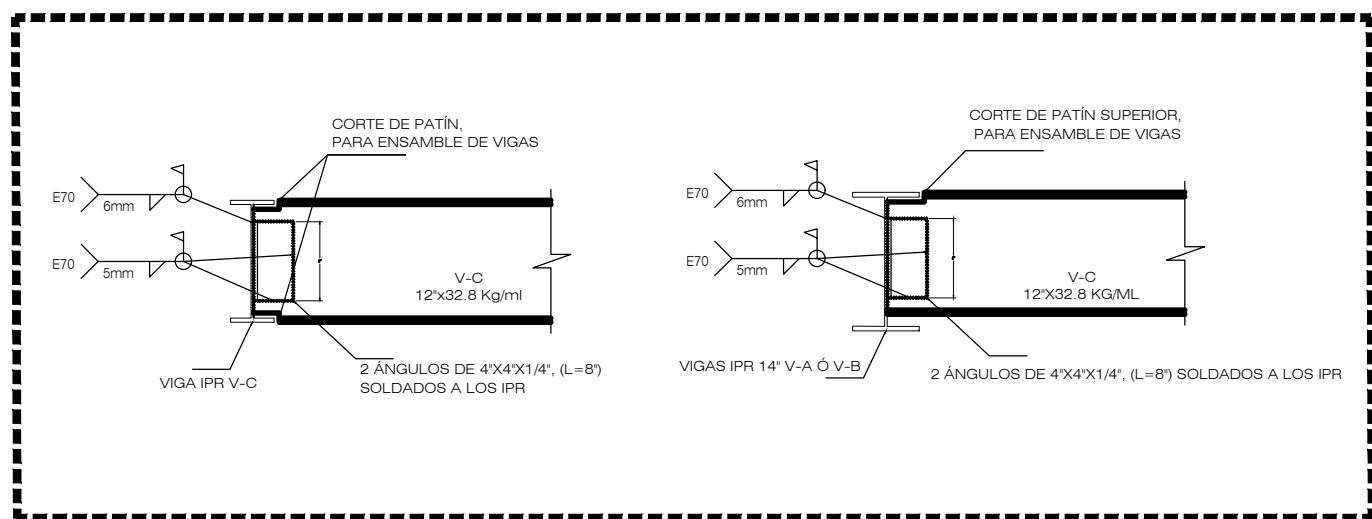 CORTE DE PATÍN,
PARA ENSAMBLE DE VIGAS
E70
6mm
E70
5mm
V-C
12"x32.8 Kg/ml
VIGA IPR V-C
2 ÁNGULOS DE 4"X4"X1/4", (L=8")
SOLDADOS A LOS IPR
CORTE DE PATÍN SUPERIOR,
PARA ENSAMBLE DE VIGAS
E70
6mm
E70
5mm
V-C
12"X32.8 KG/ML
VIGAS IPR 14" V-A Ó V-B
2 ÁNGULOS DE 4"X4"X1/4", (L=8") SOLDADOS A LOS IPR